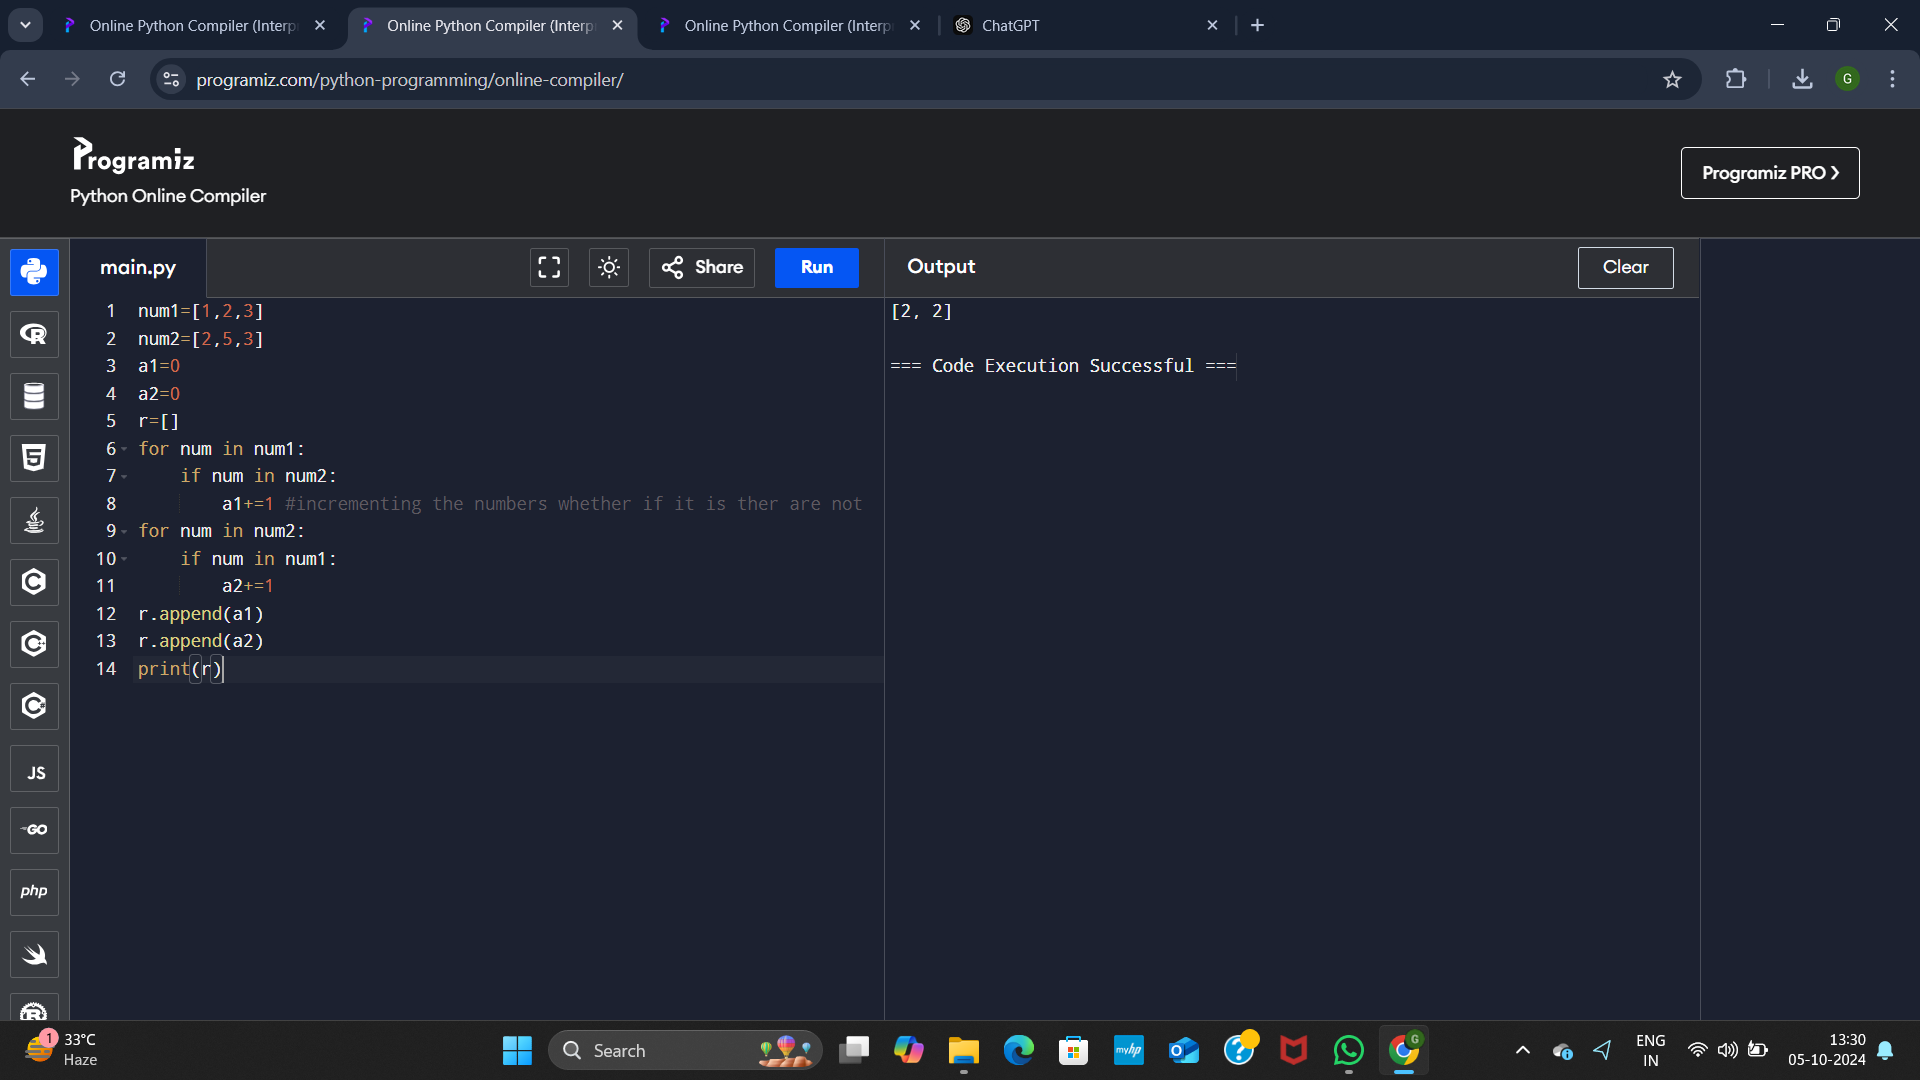 Online Python Compiler (Interp
Online Python Compiler (Interp
Online Python Compiler (Interp
ChatGPT
programiz.com/python-programming/online-compiler/
G
Programiz
Python Online Compiler
Programiz PRO
main.py
Share
Run
Output
Clear
1 num1=[1,2,3]
2 num2=[2,5,3]
3 a1=0
4 a2=0
5 r=[]
6 for num in num1:
7 if num in num2:
8 a1+=1 #incrementing the numbers whether if it is ther are not
9 for num in num2:
10 if num in num1:
11 a2+=1
12 r.append(a1)
13 r.append(a2)
14 print(r)
[2, 2]
=== Code Execution Successful ===
R
5
C
C
C
JS
GO
php
R
1
33°C
Haze
Search
myhp
G
ENG
IN
13:30
05-10-2024